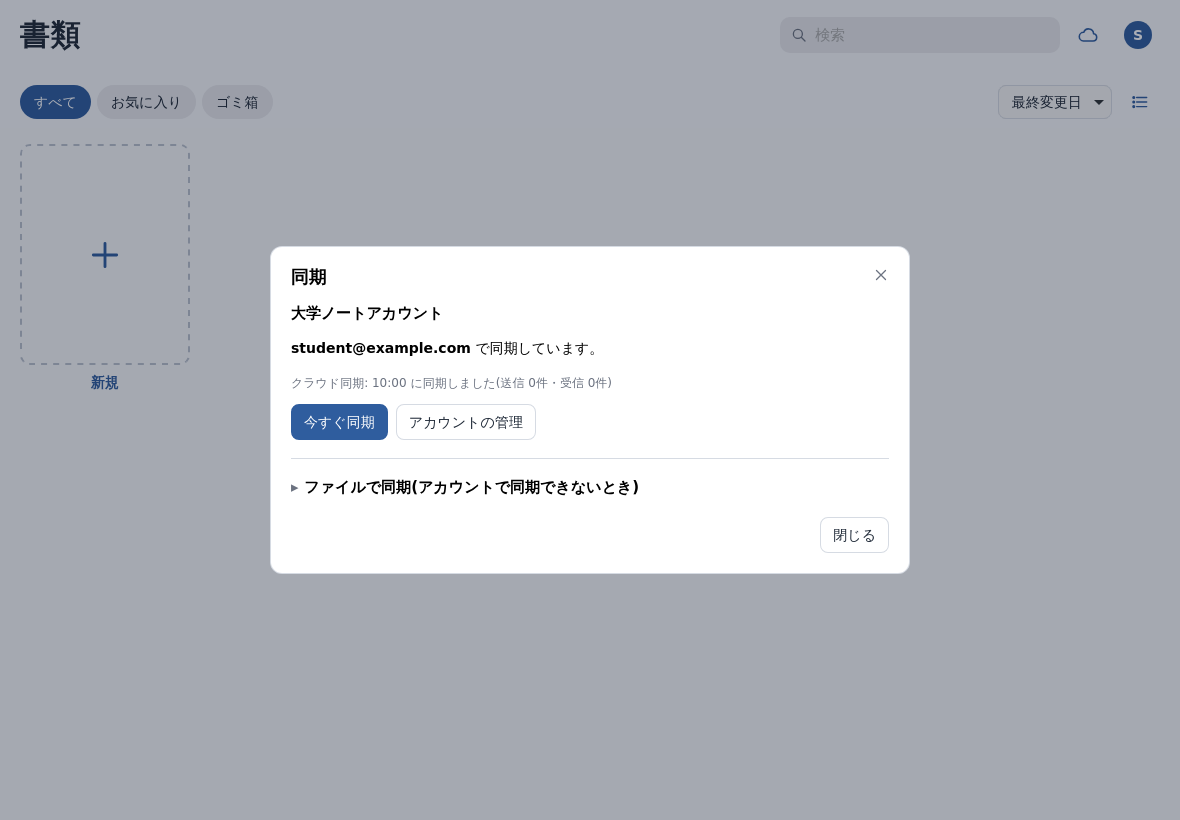 書類
検索
S
すべて
お気に入り
ゴミ箱
最終変更日
新規
同期
大学ノートアカウント
student@example.com で同期しています。
クラウド同期: 10:00 に同期しました(送信 0件・受信 0件)
今すぐ同期
アカウントの管理
ファイルで同期(アカウントで同期できないとき)
閉じる